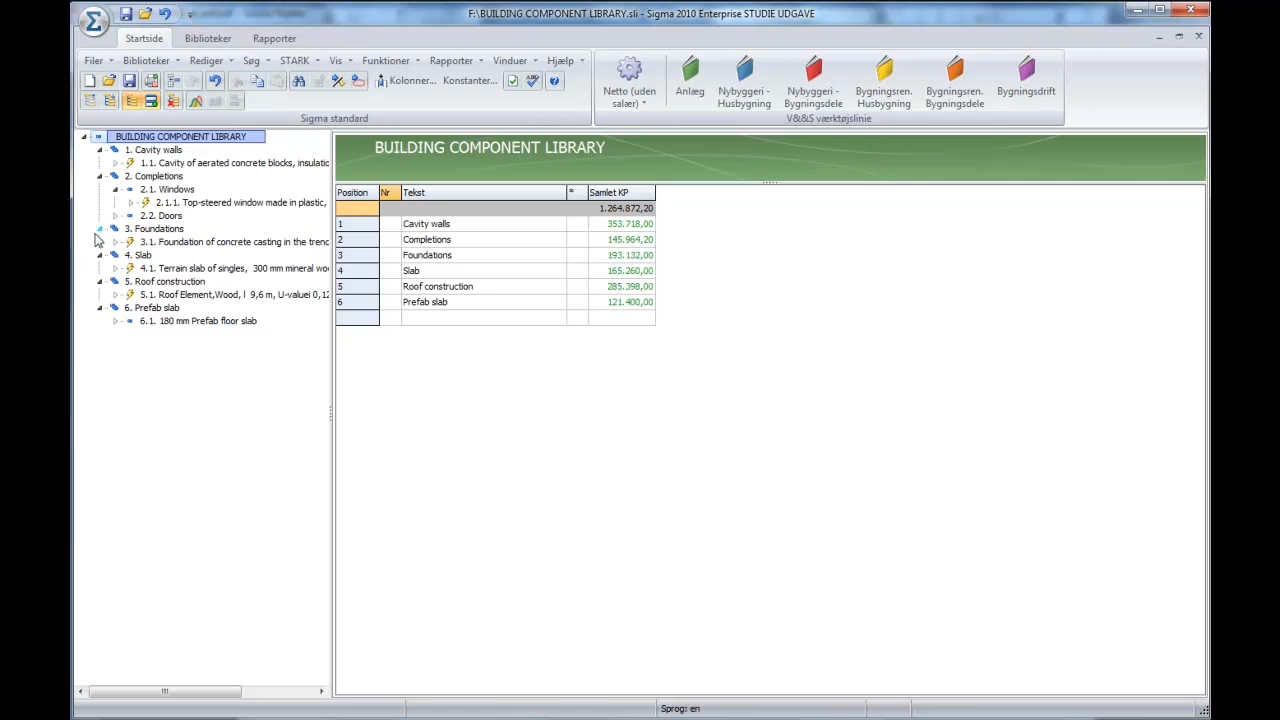 F:\BUILDING COMPONENT LIBRARY.sli - Sigma 2010 Enterprise STUDIE UDGAVE
Startside Biblioteker Rapporter
Filer Biblioteker Rediger Søg STARK Vis Funktioner Rapporter Vinduer Hjælp
Kolonner... Konstanter...
Sigma standard
Netto (uden salær)
Anlæg
Nybyggeri - Husbygning
Nybyggeri - Bygningsdele
Bygningsren. Husbygning
Bygningsren. Bygningsdele
Bygningsdrift
V&&S værktøjslinie
BUILDING COMPONENT LIBRARY
1. Cavity walls
1.1. Cavity of aerated concrete blocks, insulatio
2. Completions
2.1. Windows
2.1.1. Top-steered window made in plastic,
2.2. Doors
3. Foundations
3.1. Foundation of concrete casting in the trenc
4. Slab
4.1. Terrain slab of singles, 300 mm mineral wo
5. Roof construction
5.1. Roof Element,Wood, l 9,6 m, U-valuei 0,12
6. Prefab slab
6.1. 180 mm Prefab floor slab
BUILDING COMPONENT LIBRARY
Position Nr Tekst * Samlet KP
1.264.872,20
1 Cavity walls 353.718,00
2 Completions 145.964,20
3 Foundations 193.132,00
4 Slab 165.260,00
5 Roof construction 285.398,00
6 Prefab slab 121.400,00
Sprog: en